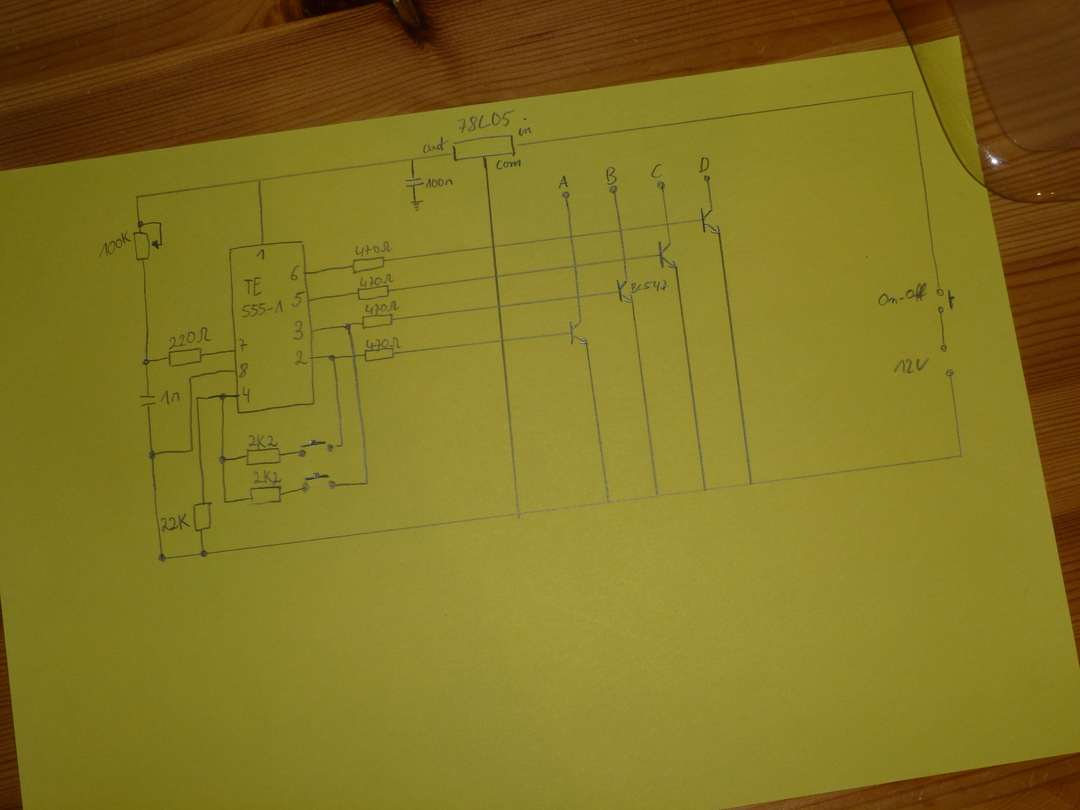 78L05
out
in
com
100n
A
B
C
D
100K
1
TE
555-1
6
5
3
2
7
8
4
470Ω
470Ω
470Ω
470Ω
BC547
220Ω
1n
2K2
2K2
22K
On-Off
12V